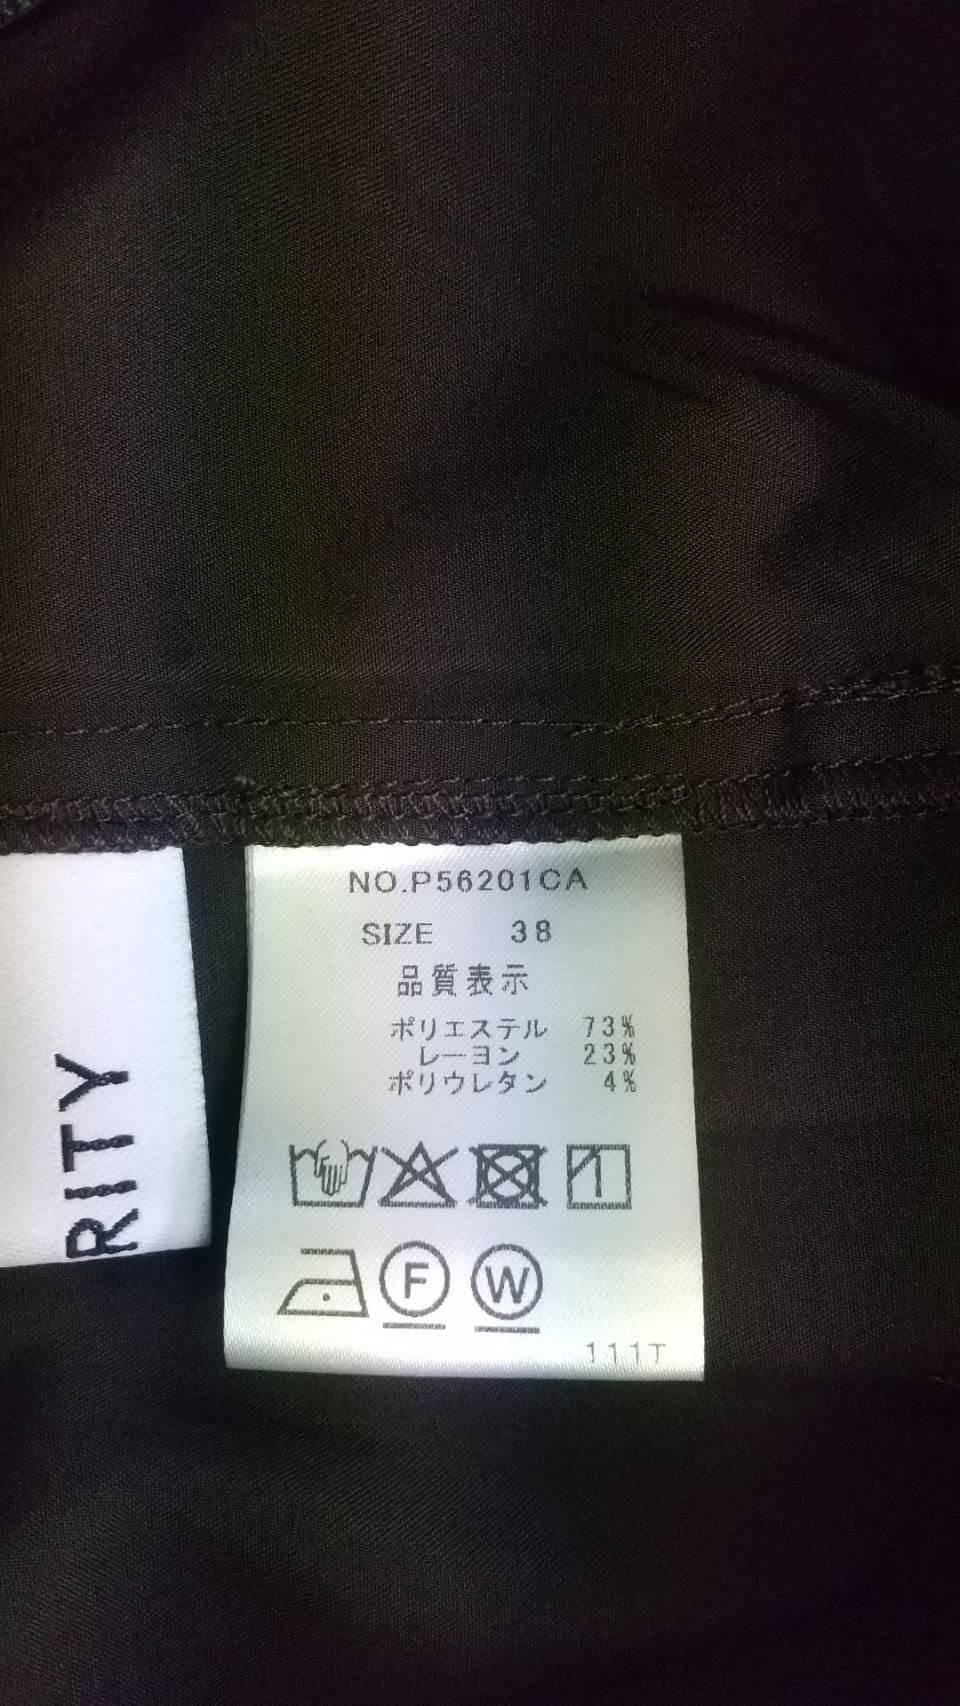 NO.P56201CA
SIZE 38
品質表示
ポリエステル 73%
レーヨン 23%
ポリウレタン 4%
F W
111T
RITY